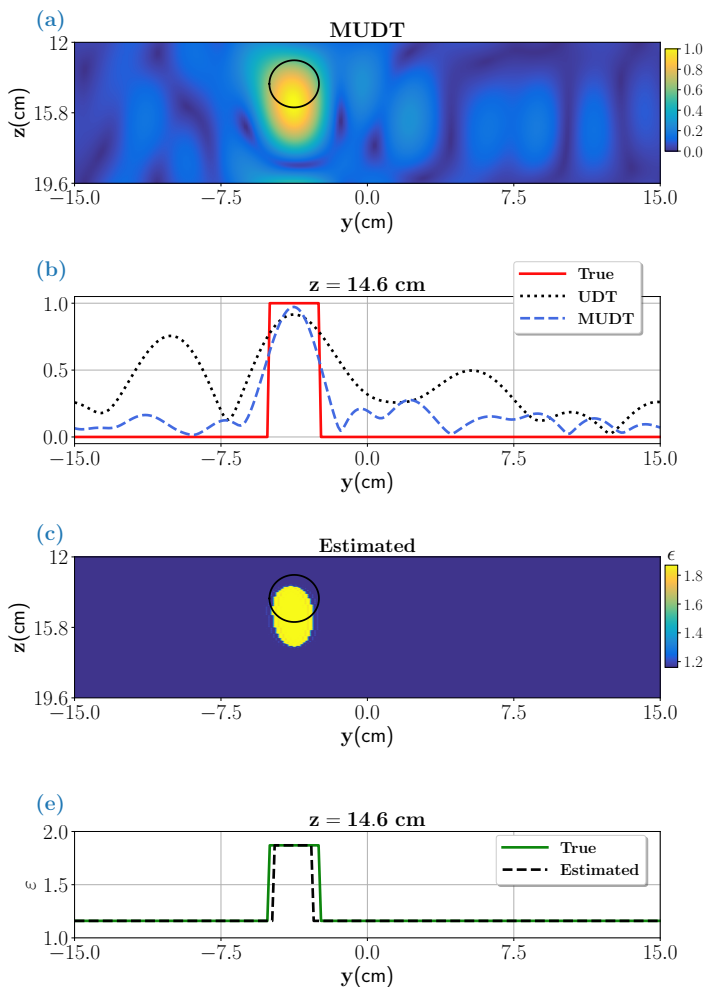 (a)
MUDT
12
15.8
19.6
z(cm)
−15.0 −7.5 0.0 7.5 15.0
y(cm)
1.0
0.8
0.6
0.4
0.2
0.0
(b)
z = 14.6 cm
True
UDT
MUDT
1.0
0.5
0.0
−15.0 −7.5 0.0 7.5 15.0
y(cm)
(c)
Estimated
12
15.8
19.6
z(cm)
−15.0 −7.5 0.0 7.5 15.0
y(cm)
ϵ
1.8
1.6
1.4
1.2
(e)
z = 14.6 cm
True
Estimated
2.0
1.5
1.0
ε
−15.0 −7.5 0.0 7.5 15.0
y(cm)